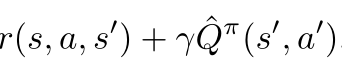 r(s, a, s′) + γQ̂^π(s′, a′).